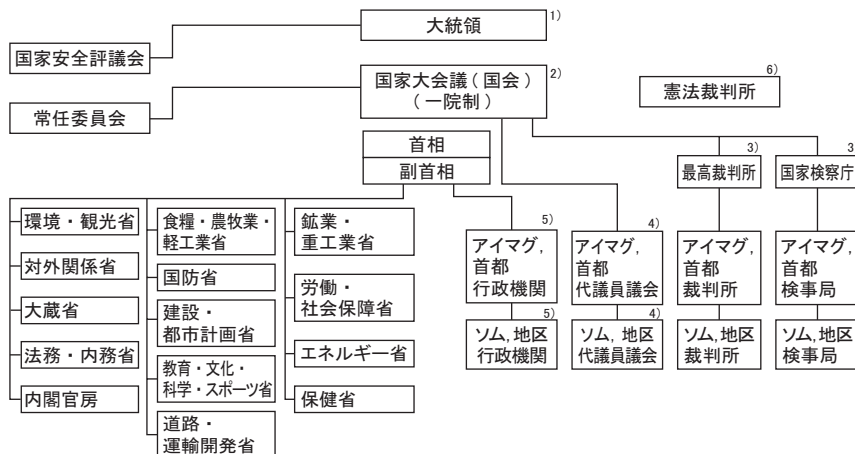 大統領
1)
国家安全評議会
国家大会議(国会)
(一院制)
2)
常任委員会
憲法裁判所
6)
首相
副首相
最高裁判所
3)
国家検察庁
3
環境・観光省
対外関係省
大蔵省
法務・内務省
内閣官房
食糧・農牧業・
軽工業省
国防省
建設・
都市計画省
教育・文化・
科学・スポーツ省
道路・
運輸開発省
鉱業・
重工業省
労働・
社会保障省
エネルギー省
保健省
5)
アイマグ,
首都
行政機関
5)
ソム,地区
行政機関
4)
アイマグ,
首都
代議員議会
4)
ソム, 地区
代議員議会
アイマグ,
首都
裁判所
ソム,地区
裁判所
アイマグ,
首都
検事局
ソム,地区
検事局